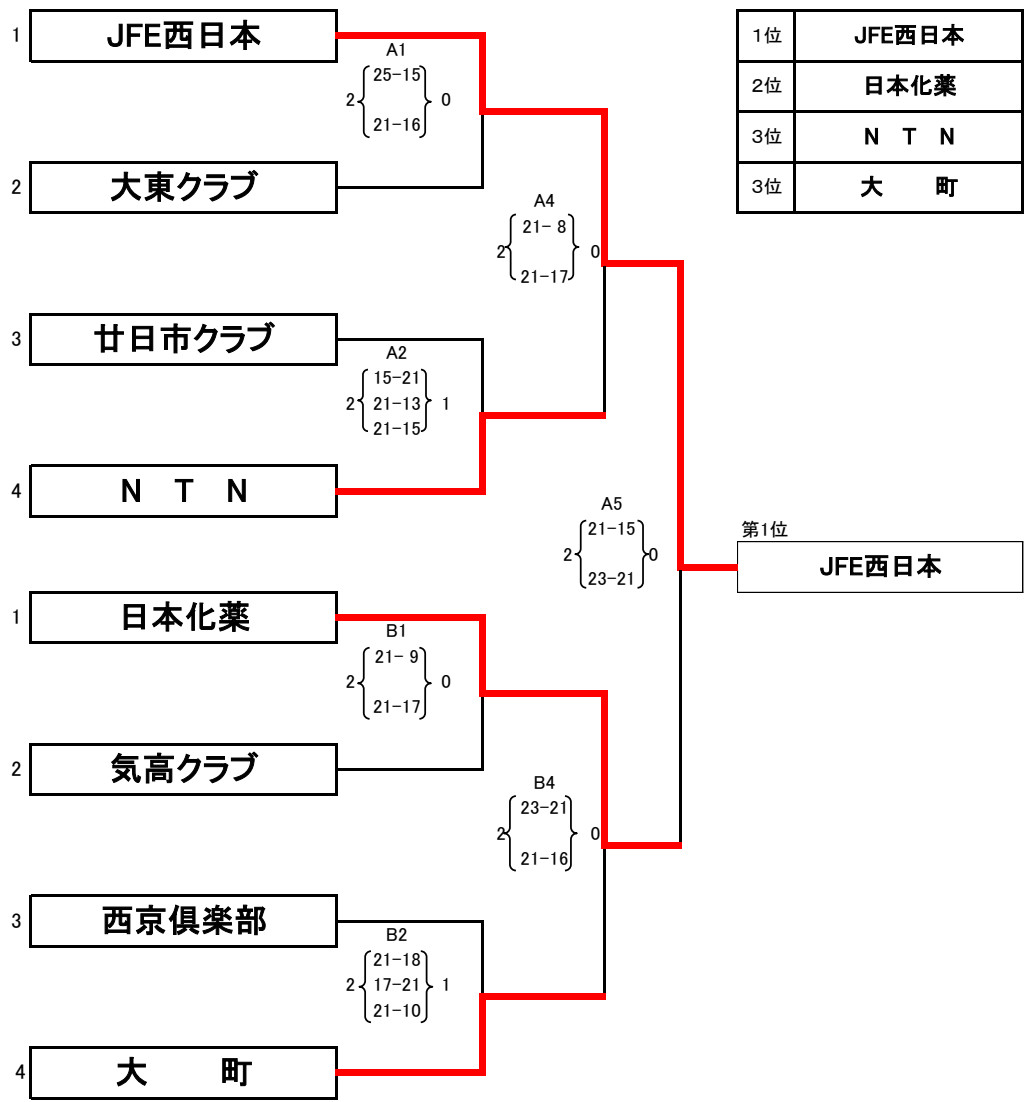 1 JFE西日本
A1
25-15
2 0
21-16
2 大東クラブ
A4
21- 8
2 0
21-17
3 廿日市クラブ
A2
15-21
2 21-13 1
21-15
4 N T N
A5
21-15
2 0
23-21
第1位
JFE西日本
1 日本化薬
B1
21- 9
2 0
21-17
2 気高クラブ
B4
23-21
2 0
21-16
3 西京倶楽部
B2
21-18
2 17-21 1
21-10
4 大 町
1位 JFE西日本
2位 日本化薬
3位 N T N
3位 大 町